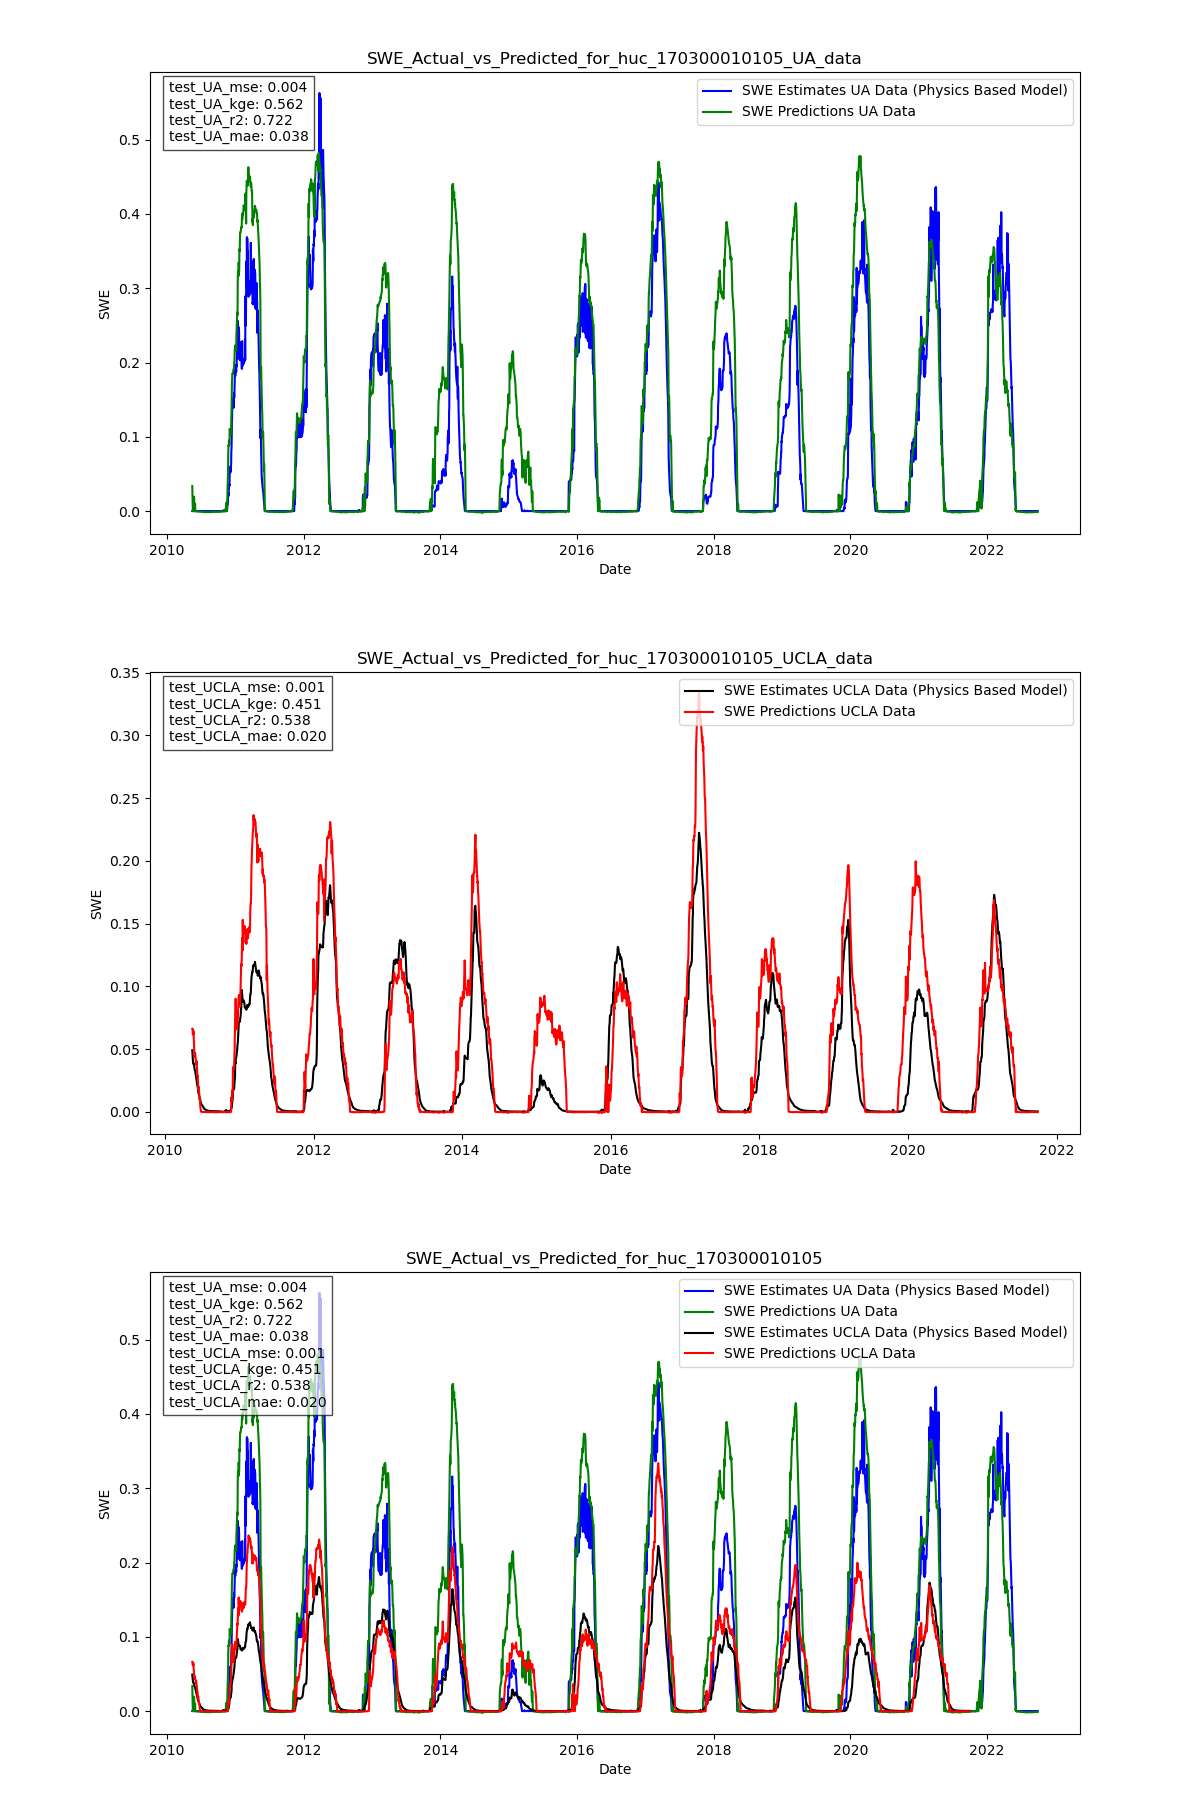 SWE_Actual_vs_Predicted_for_huc_170300010105_UA_data
test_UA_mse: 0.004
test_UA_kge: 0.562
test_UA_r2: 0.722
test_UA_mae: 0.038
SWE Estimates UA Data (Physics Based Model)
SWE Predictions UA Data
0.5
0.4
0.3
0.2
0.1
0.0
SWE
2010 2012 2014 2016 2018 2020 2022
Date
SWE_Actual_vs_Predicted_for_huc_170300010105_UCLA_data
test_UCLA_mse: 0.001
test_UCLA_kge: 0.451
test_UCLA_r2: 0.538
test_UCLA_mae: 0.020
SWE Estimates UCLA Data (Physics Based Model)
SWE Predictions UCLA Data
0.35
0.30
0.25
0.20
0.15
0.10
0.05
0.00
SWE
2010 2012 2014 2016 2018 2020 2022
Date
SWE_Actual_vs_Predicted_for_huc_170300010105
test_UA_mse: 0.004
test_UA_kge: 0.562
test_UA_r2: 0.722
test_UA_mae: 0.038
test_UCLA_mse: 0.001
test_UCLA_kge: 0.451
test_UCLA_r2: 0.538
test_UCLA_mae: 0.020
SWE Estimates UA Data (Physics Based Model)
SWE Predictions UA Data
SWE Estimates UCLA Data (Physics Based Model)
SWE Predictions UCLA Data
0.5
0.4
0.3
0.2
0.1
0.0
SWE
2010 2012 2014 2016 2018 2020 2022
Date